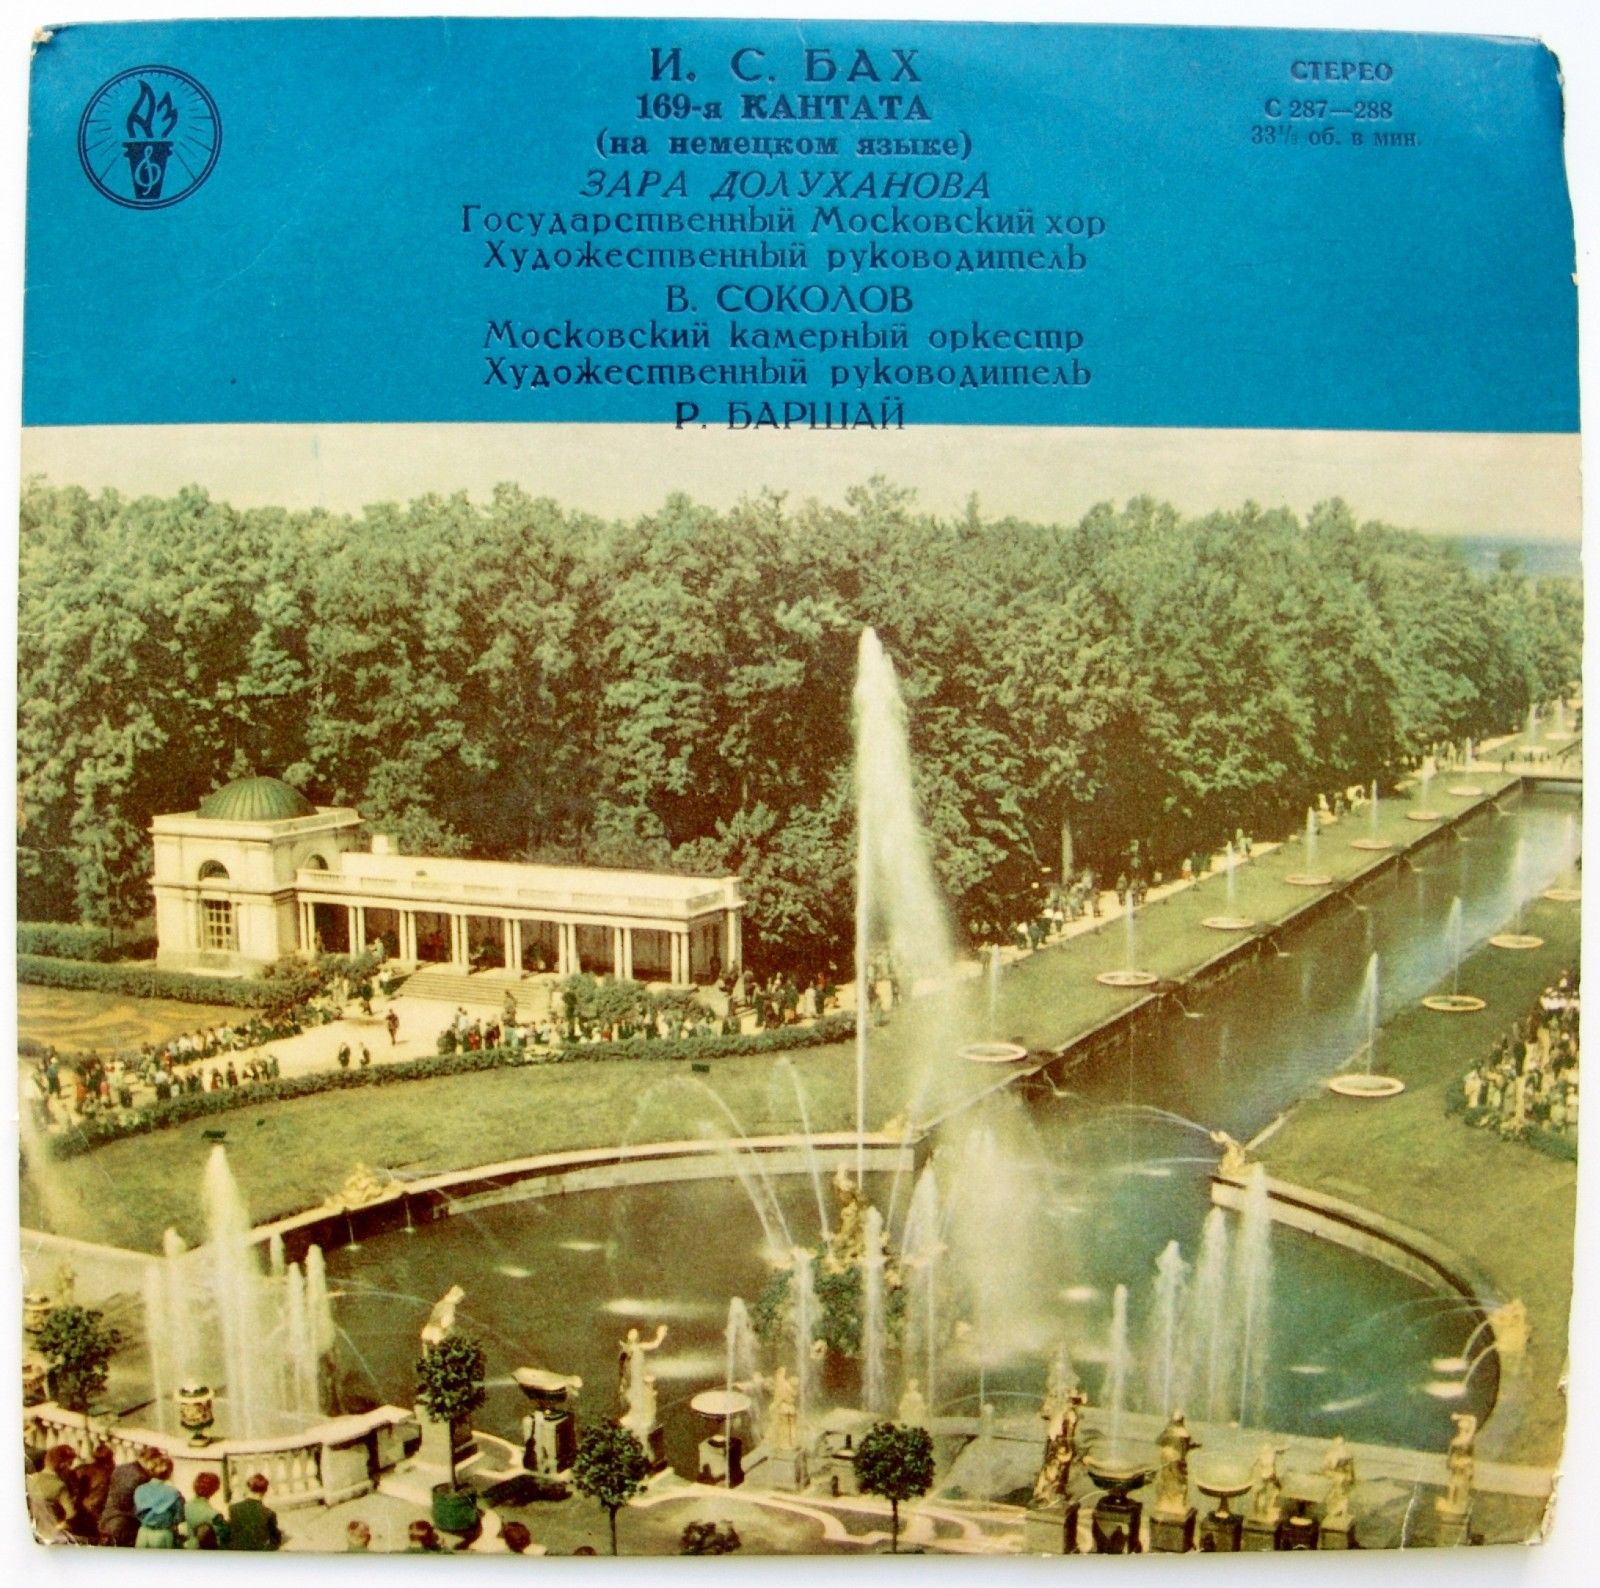 И. С. БАХ
169-я КАНТАТА
(на немецком языке)
ЗАРА ДОЛУХАНОВА
Государственный Московский хор
Художественный руководитель
В. СОКОЛОВ
Московский камерный оркестр
Художественный руководитель
Р. БАРШАЙ
СТЕРЕО
С 287—288
33⅓ об. в мин.
АЗ